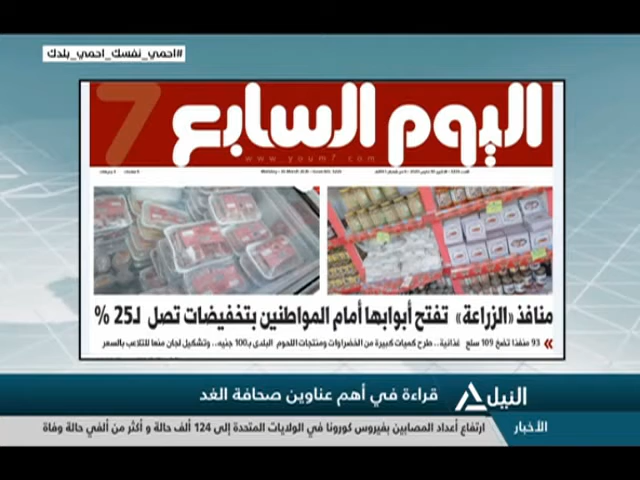 #احمي_نفسك_احمي_بلدك
اليوم السابع
7
www.youm7.com
منافذ «الزراعة» تفتح أبوابها أمام المواطنين بتخفيضات تصل لـ25 %
93 منفذا تضخ 109 سلع غذائية.. طرح كميات كبيرة من الخضراوات ومنتجات اللحوم البلدى بـ100 جنيه.. وتشكيل لجان منعا للتلاعب بالسعر
النيل
قراءة في أهم عناوين صحافة الغد
الأخبار
ارتفاع أعداد المصابين بفيروس كورونا في الولايات المتحدة إلى 124 ألف حالة و أكثر من ألفي حالة وفاة